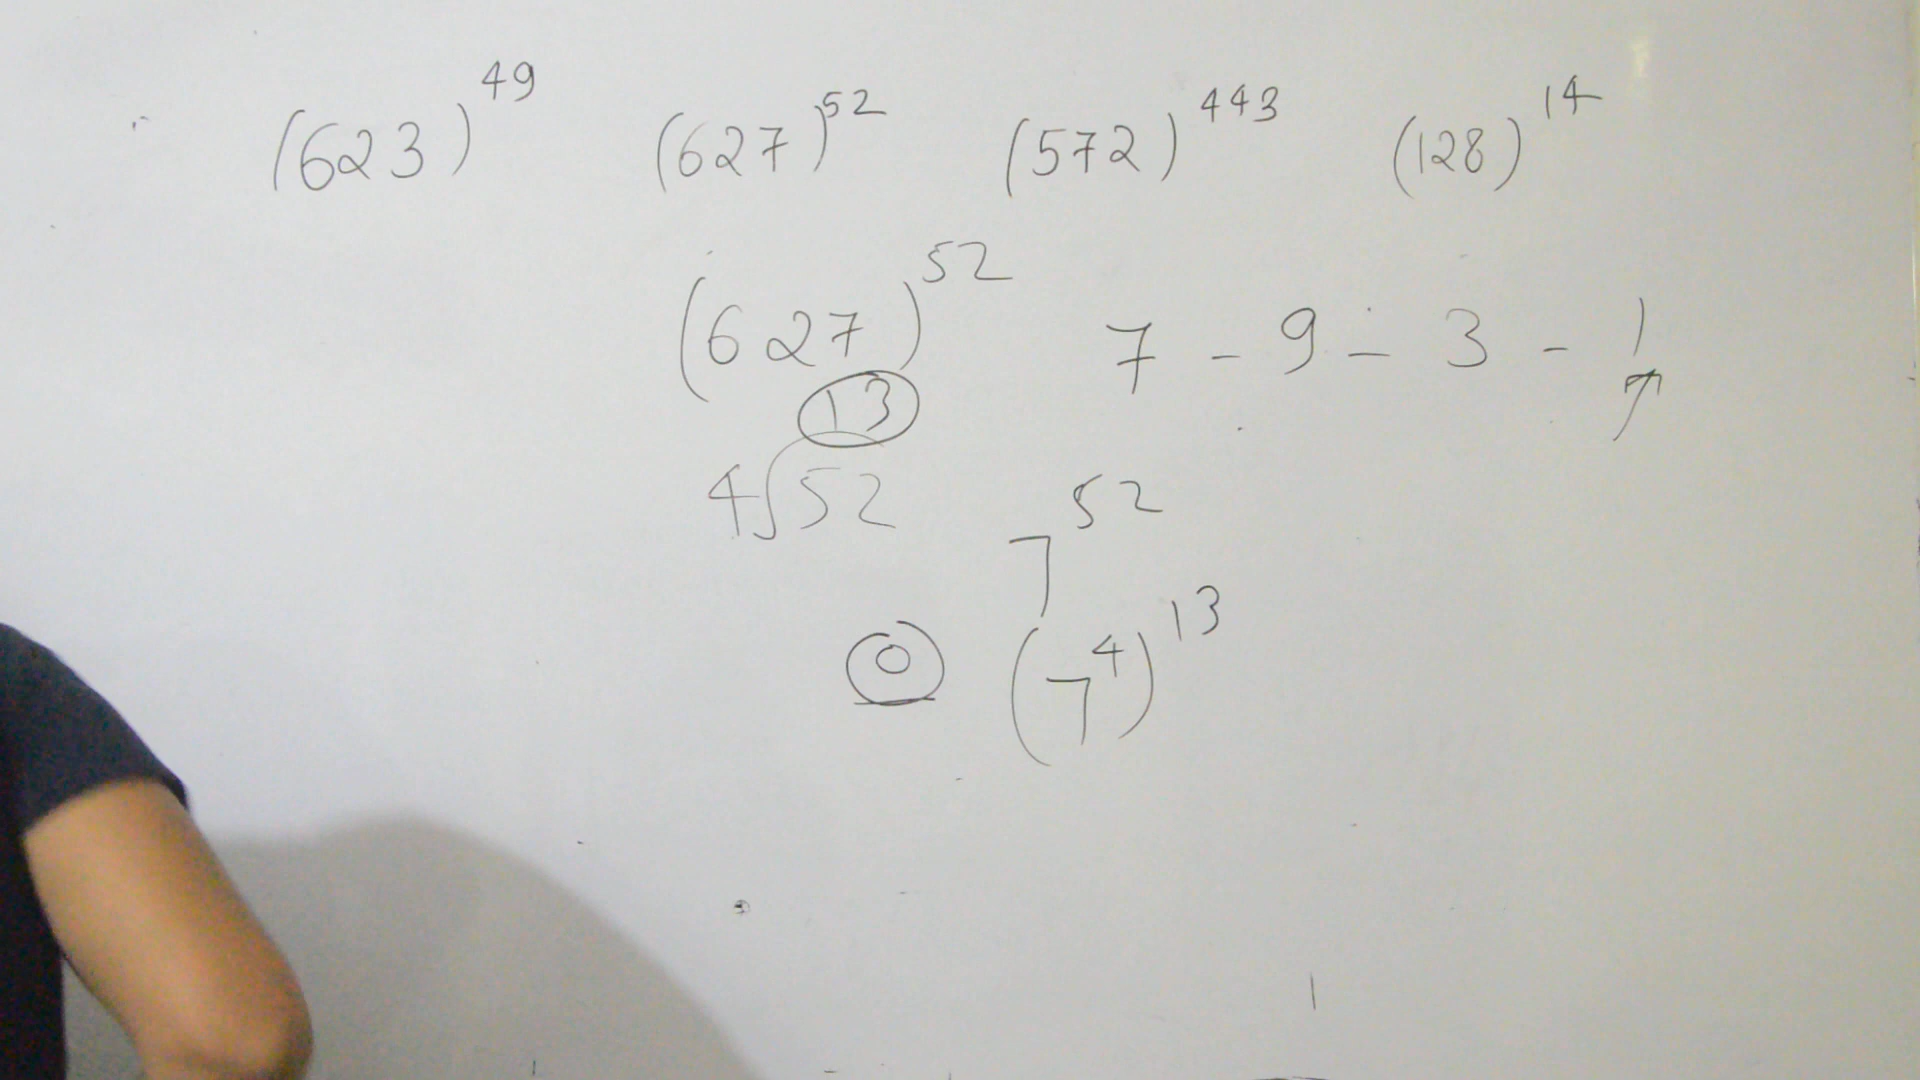 (623)^49 (627)^52 (572)^443 (128)^14
(627)^52 7 - 9 - 3 - 1
13
4 52
7^52
0 (7^4)^13